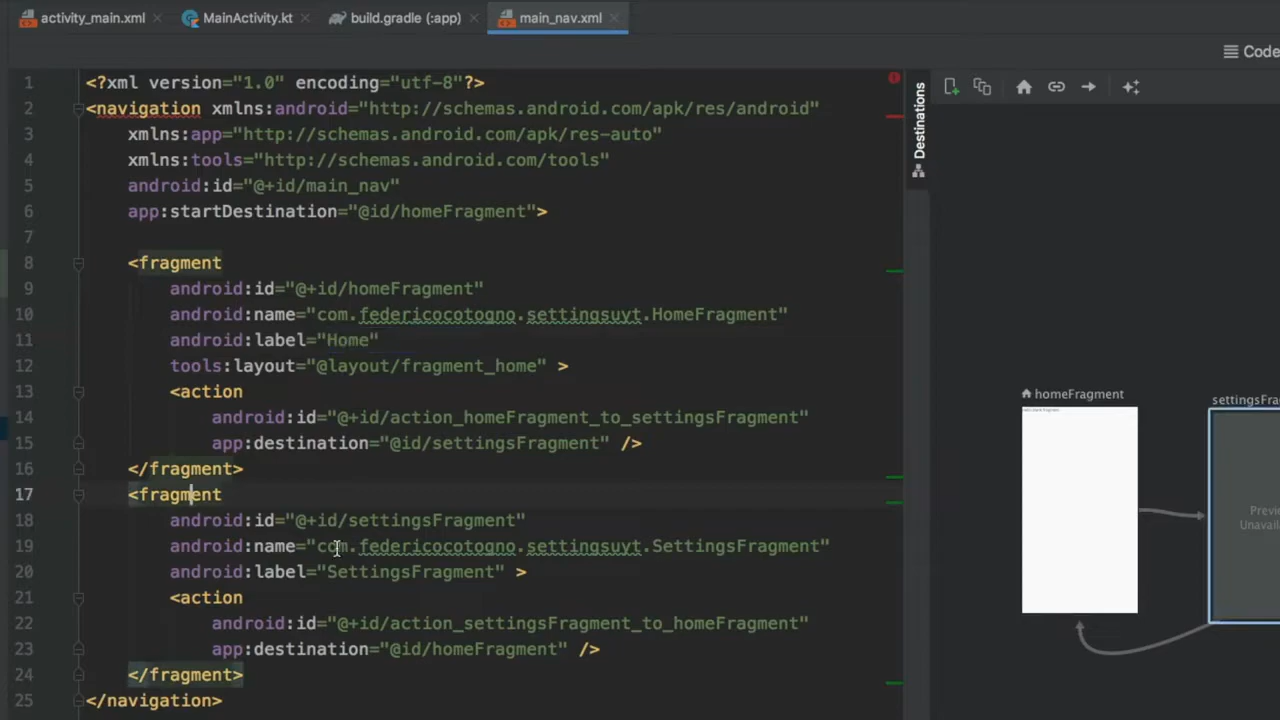 activity_main.xml
MainActivity.kt
build.gradle (:app)
main_nav.xml
Code
1 <?xml version="1.0" encoding="utf-8"?>
2 <navigation xmlns:android="http://schemas.android.com/apk/res/android"
3 xmlns:app="http://schemas.android.com/apk/res-auto"
4 xmlns:tools="http://schemas.android.com/tools"
5 android:id="@+id/main_nav"
6 app:startDestination="@id/homeFragment">
7
8 <fragment
9 android:id="@+id/homeFragment"
10 android:name="com.federicocotogno.settingsuyt.HomeFragment"
11 android:label="Home"
12 tools:layout="@layout/fragment_home" >
13 <action
14 android:id="@+id/action_homeFragment_to_settingsFragment"
15 app:destination="@id/settingsFragment" />
16 </fragment>
17 <fragment
18 android:id="@+id/settingsFragment"
19 android:name="com.federicocotogno.settingsuyt.SettingsFragment"
20 android:label="SettingsFragment" >
21 <action
22 android:id="@+id/action_settingsFragment_to_homeFragment"
23 app:destination="@id/homeFragment" />
24 </fragment>
25 </navigation>
Destinations
homeFragment
settingsFra
Previe
Unavai